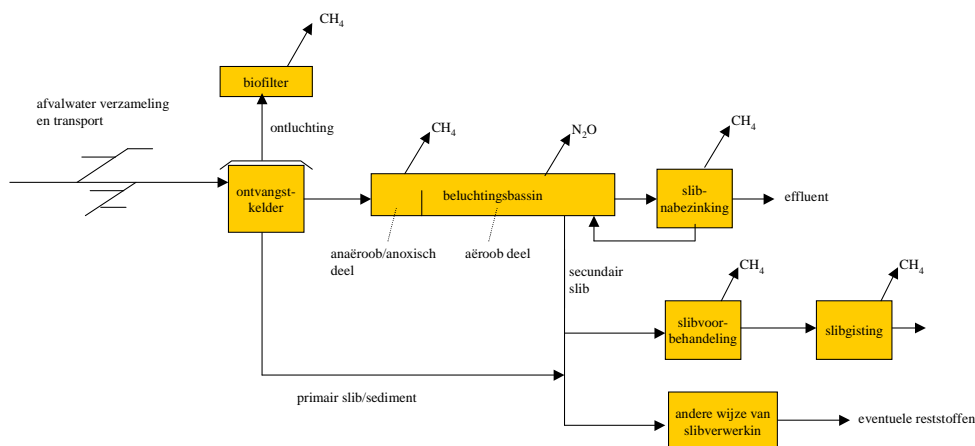 CH4
biofilter
afvalwater verzameling
en transport
ontluchting
CH4
N2O
CH4
ontvangst-
kelder
beluchtingsbassin
slib-
nabezinking
effluent
anaëroob/anoxisch
deel
aëroob deel
secundair
slib
CH4
CH4
slibvoor-
behandeling
slibgisting
primair slib/sediment
andere wijze van
slibverwerkin
eventuele reststoffen